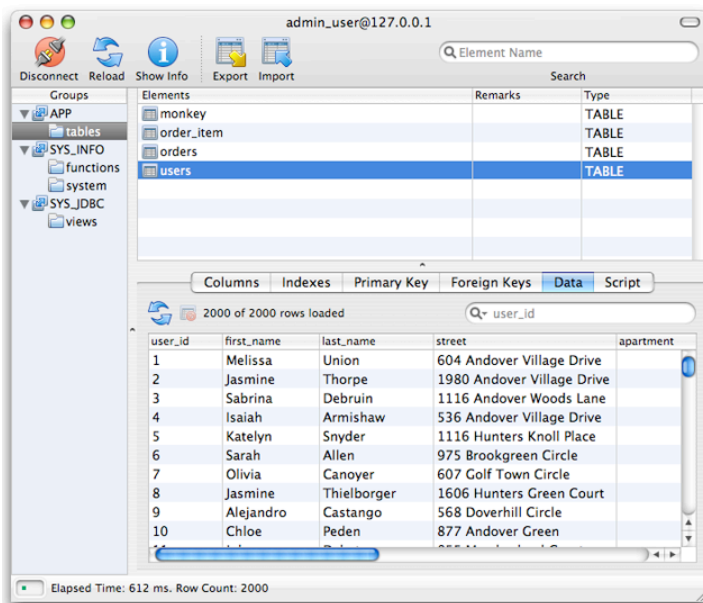 admin_user@127.0.0.1
Element Name
Disconnect Reload Show Info Export Import Search
Groups Elements Remarks Type
APP monkey TABLE
tables order_item TABLE
SYS_INFO orders TABLE
functions users TABLE
system
SYS_JDBC
views
Columns Indexes Primary Key Foreign Keys Data Script
2000 of 2000 rows loaded user_id
user_id first_name last_name street apartment
1 Melissa Union 604 Andover Village Drive
2 Jasmine Thorpe 1980 Andover Village Drive
3 Sabrina Debruin 1116 Andover Woods Lane
4 Isaiah Armishaw 536 Andover Village Drive
5 Katelyn Snyder 1116 Hunters Knoll Place
6 Sarah Allen 975 Brookgreen Circle
7 Olivia Canoyer 607 Golf Town Circle
8 Jasmine Thielborger 1606 Hunters Green Court
9 Alejandro Castango 568 Doverhill Circle
10 Chloe Peden 877 Andover Green
Elapsed Time: 612 ms. Row Count: 2000